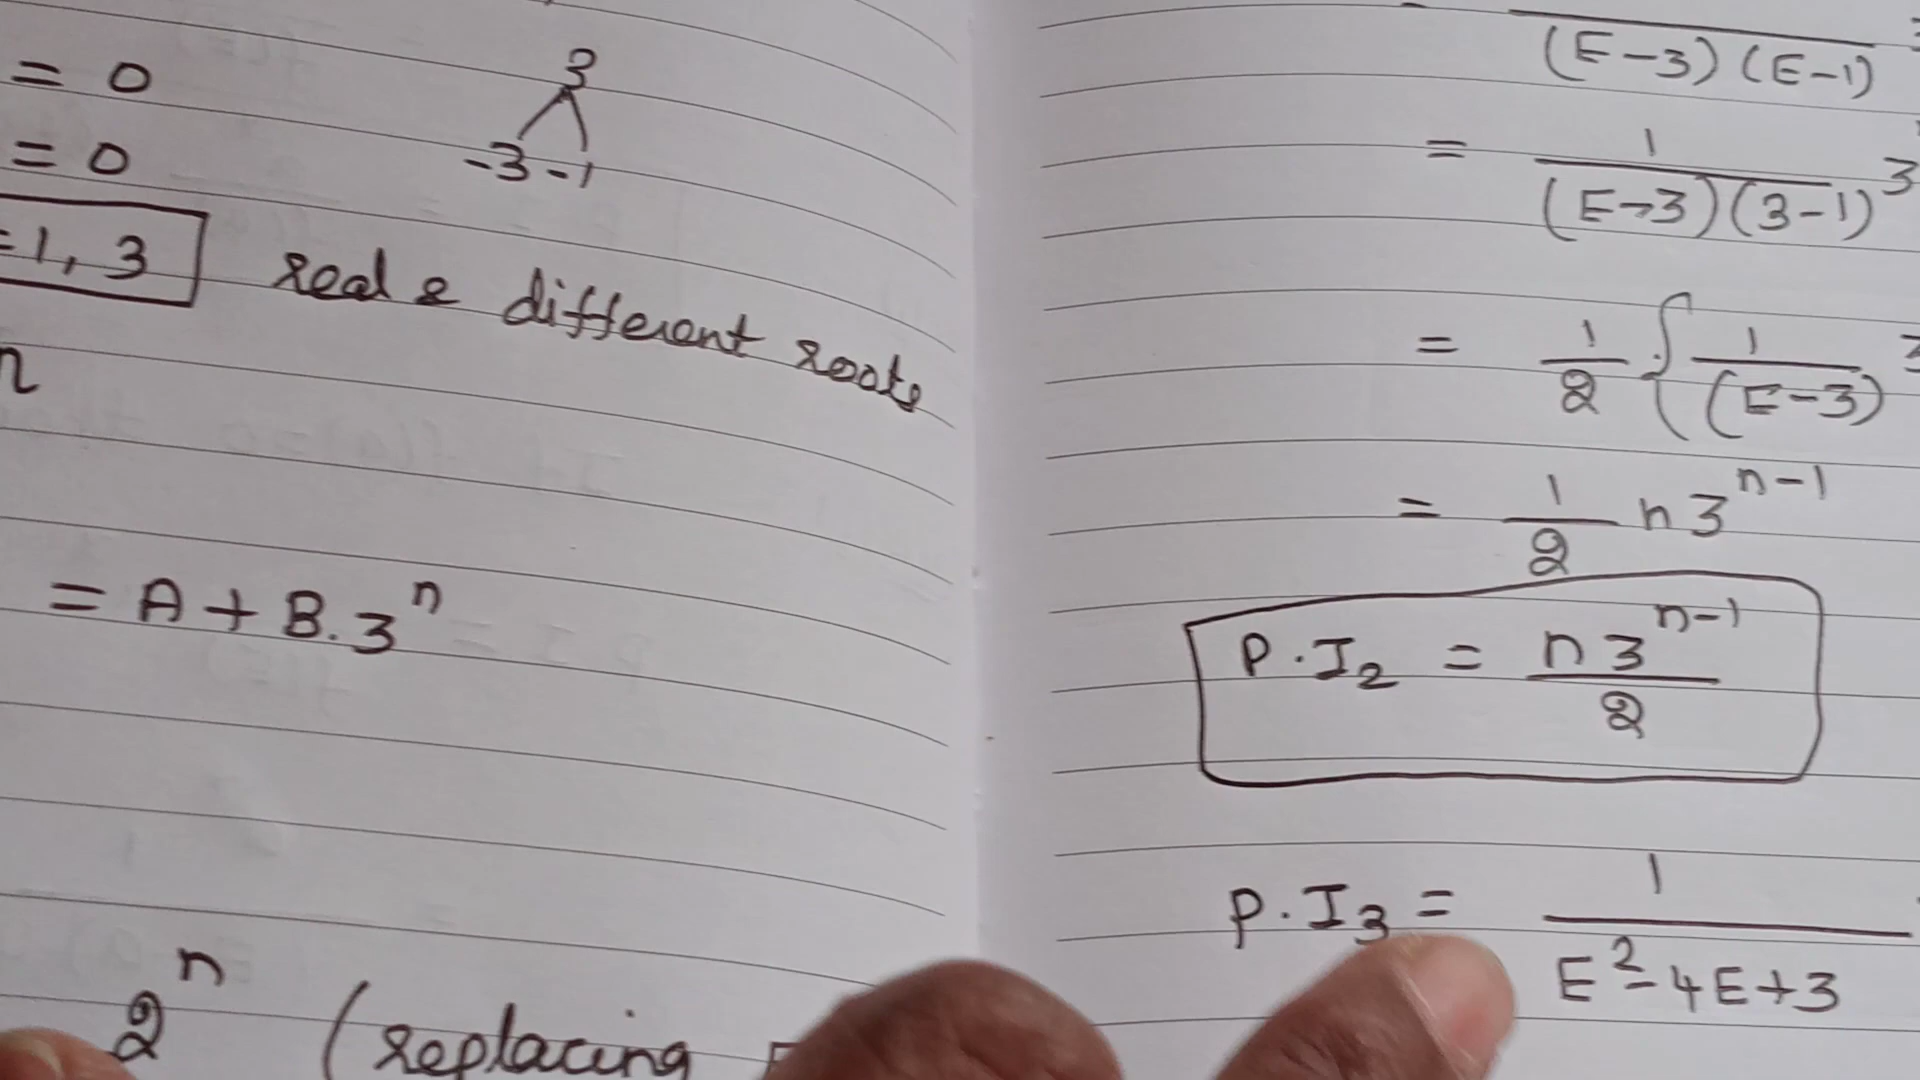 = 0
3
= 0
-3 -1
=1, 3 real & different roots
n
= A + B. 3^n
2^n (replacing
(E-3) (E-1)
= 1/(E-3)(3-1) 3
= 1/2 { 1/(E-3)
= 1/2 n 3^(n-1)
P.I₂ = n 3^(n-1)/2
P.I₃ = 1/(E²-4E+3)